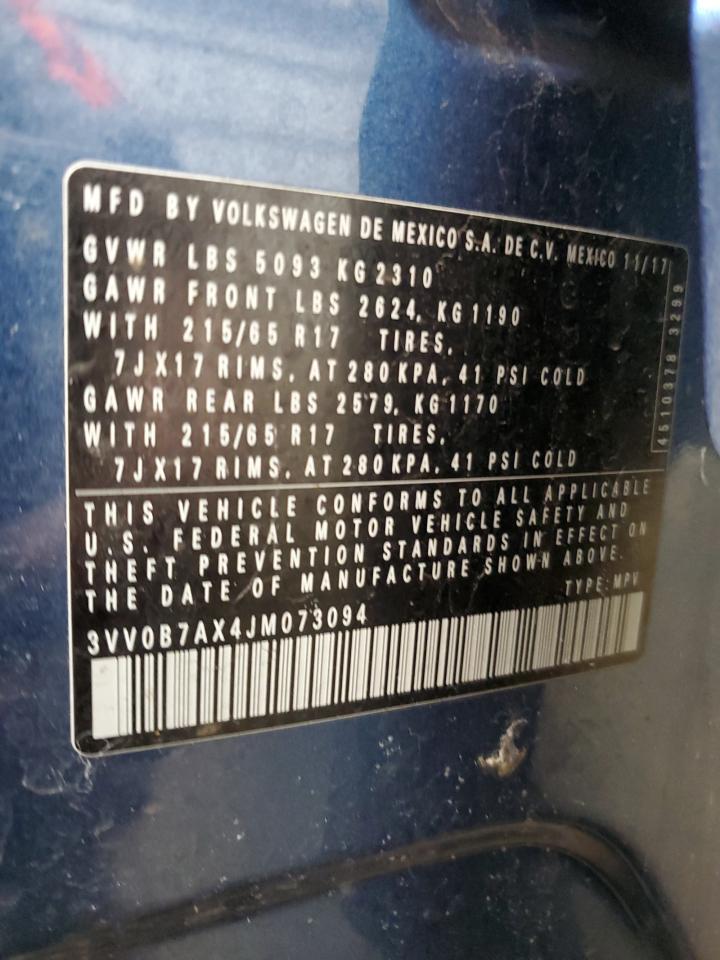 MFD BY VOLKSWAGEN DE MEXICO S.A. DE C.V. MEXICO 11/17
GVWR LBS 5093 KG 2310
GAWR FRONT LBS 2624, KG 1190
WITH 215/65 R17 TIRES,
7JX17 RIMS, AT 280 KPA, 41 PSI COLD
GAWR REAR LBS 2579, KG 1170
WITH 215/65 R17 TIRES,
7JX17 RIMS, AT 280 KPA, 41 PSI COLD
4510378 3299
THIS VEHICLE CONFORMS TO ALL APPLICABLE
U.S. FEDERAL MOTOR VEHICLE SAFETY AND
THEFT PREVENTION STANDARDS IN EFFECT ON
THE DATE OF MANUFACTURE SHOWN ABOVE.
TYPE: MPV
3VV0B7AX4JM073094